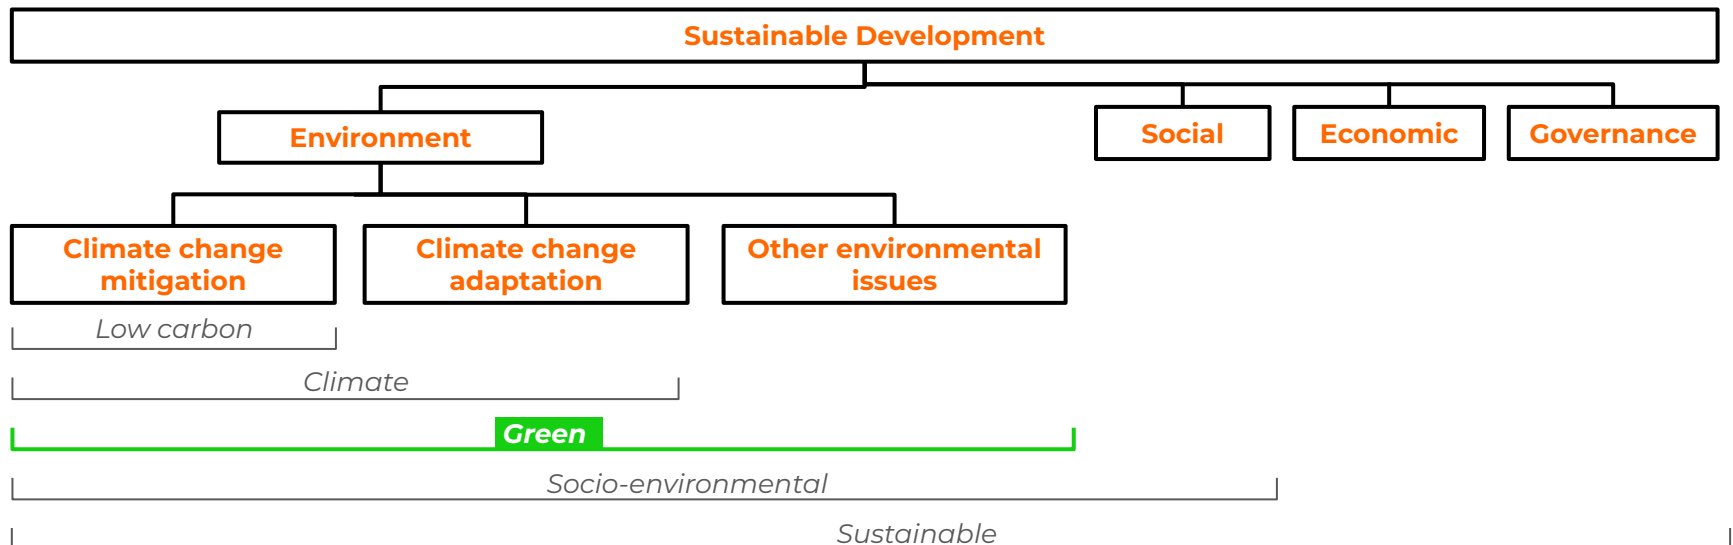 Sustainable Development
Environment
Social
Economic
Governance
Climate change
mitigation
Climate change
adaptation
Other environmental
issues
Low carbon
Climate
Green
Socio-environmental
Sustainable